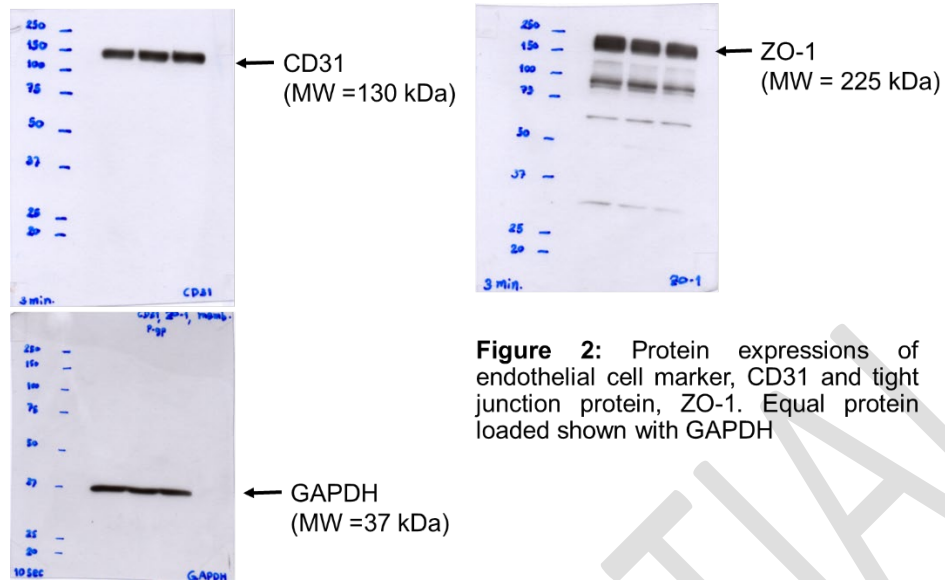 250
150
100
75
50
37
25
20
3 min.
CD31
CD31
(MW =130 kDa)
250
150
100
75
50
37
25
20
3 min.
ZO-1
ZO-1
(MW = 225 kDa)
CD31, ZO-1, memb.
P-gp
250
150
100
75
50
37
25
20
10 sec
GAPDH
GAPDH
(MW =37 kDa)
Figure 2: Protein expressions of
endothelial cell marker, CD31 and tight
junction protein, ZO-1. Equal protein
loaded shown with GAPDH
TIAL